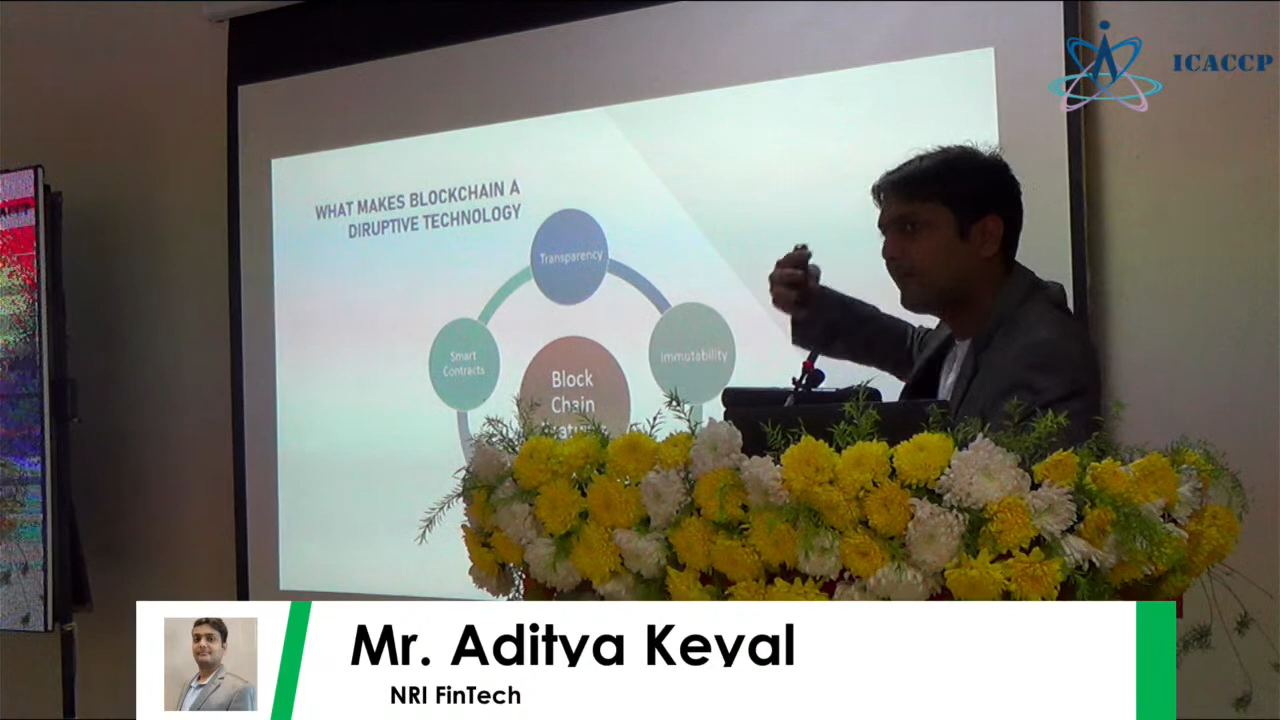 ICACCP
WHAT MAKES BLOCKCHAIN A
DIRUPTIVE TECHNOLOGY
Transparency
Smart
Contracts
Immutability
Block
Chain
Mr. Aditya Keyal
NRI FinTech